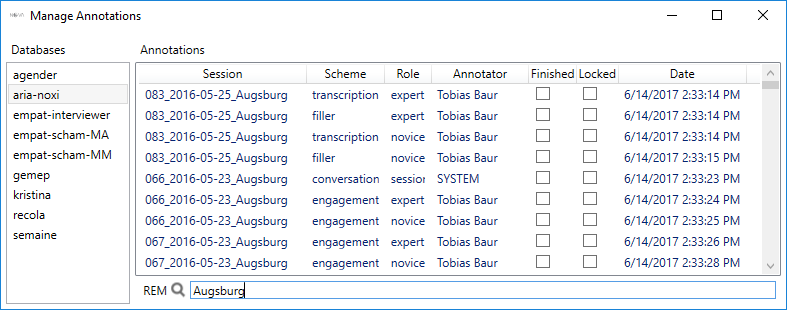 NOVA Manage Annotations
Databases Annotations
agender
aria-noxi
empat-interviewer
empat-scham-MA
empat-scham-MM
gemep
kristina
recola
semaine
Session Scheme Role Annotator Finished Locked Date
083_2016-05-25_Augsburg transcription expert Tobias Baur 6/14/2017 2:33:14 PM
083_2016-05-25_Augsburg filler expert Tobias Baur 6/14/2017 2:33:14 PM
083_2016-05-25_Augsburg transcription novice Tobias Baur 6/14/2017 2:33:14 PM
083_2016-05-25_Augsburg filler novice Tobias Baur 6/14/2017 2:33:15 PM
066_2016-05-23_Augsburg conversation session SYSTEM 6/14/2017 2:33:23 PM
066_2016-05-23_Augsburg engagement expert Tobias Baur 6/14/2017 2:33:24 PM
066_2016-05-23_Augsburg engagement novice Tobias Baur 6/14/2017 2:33:25 PM
067_2016-05-23_Augsburg engagement expert Tobias Baur 6/14/2017 2:33:26 PM
067_2016-05-23_Augsburg engagement novice Tobias Baur 6/14/2017 2:33:28 PM
REM Augsburg